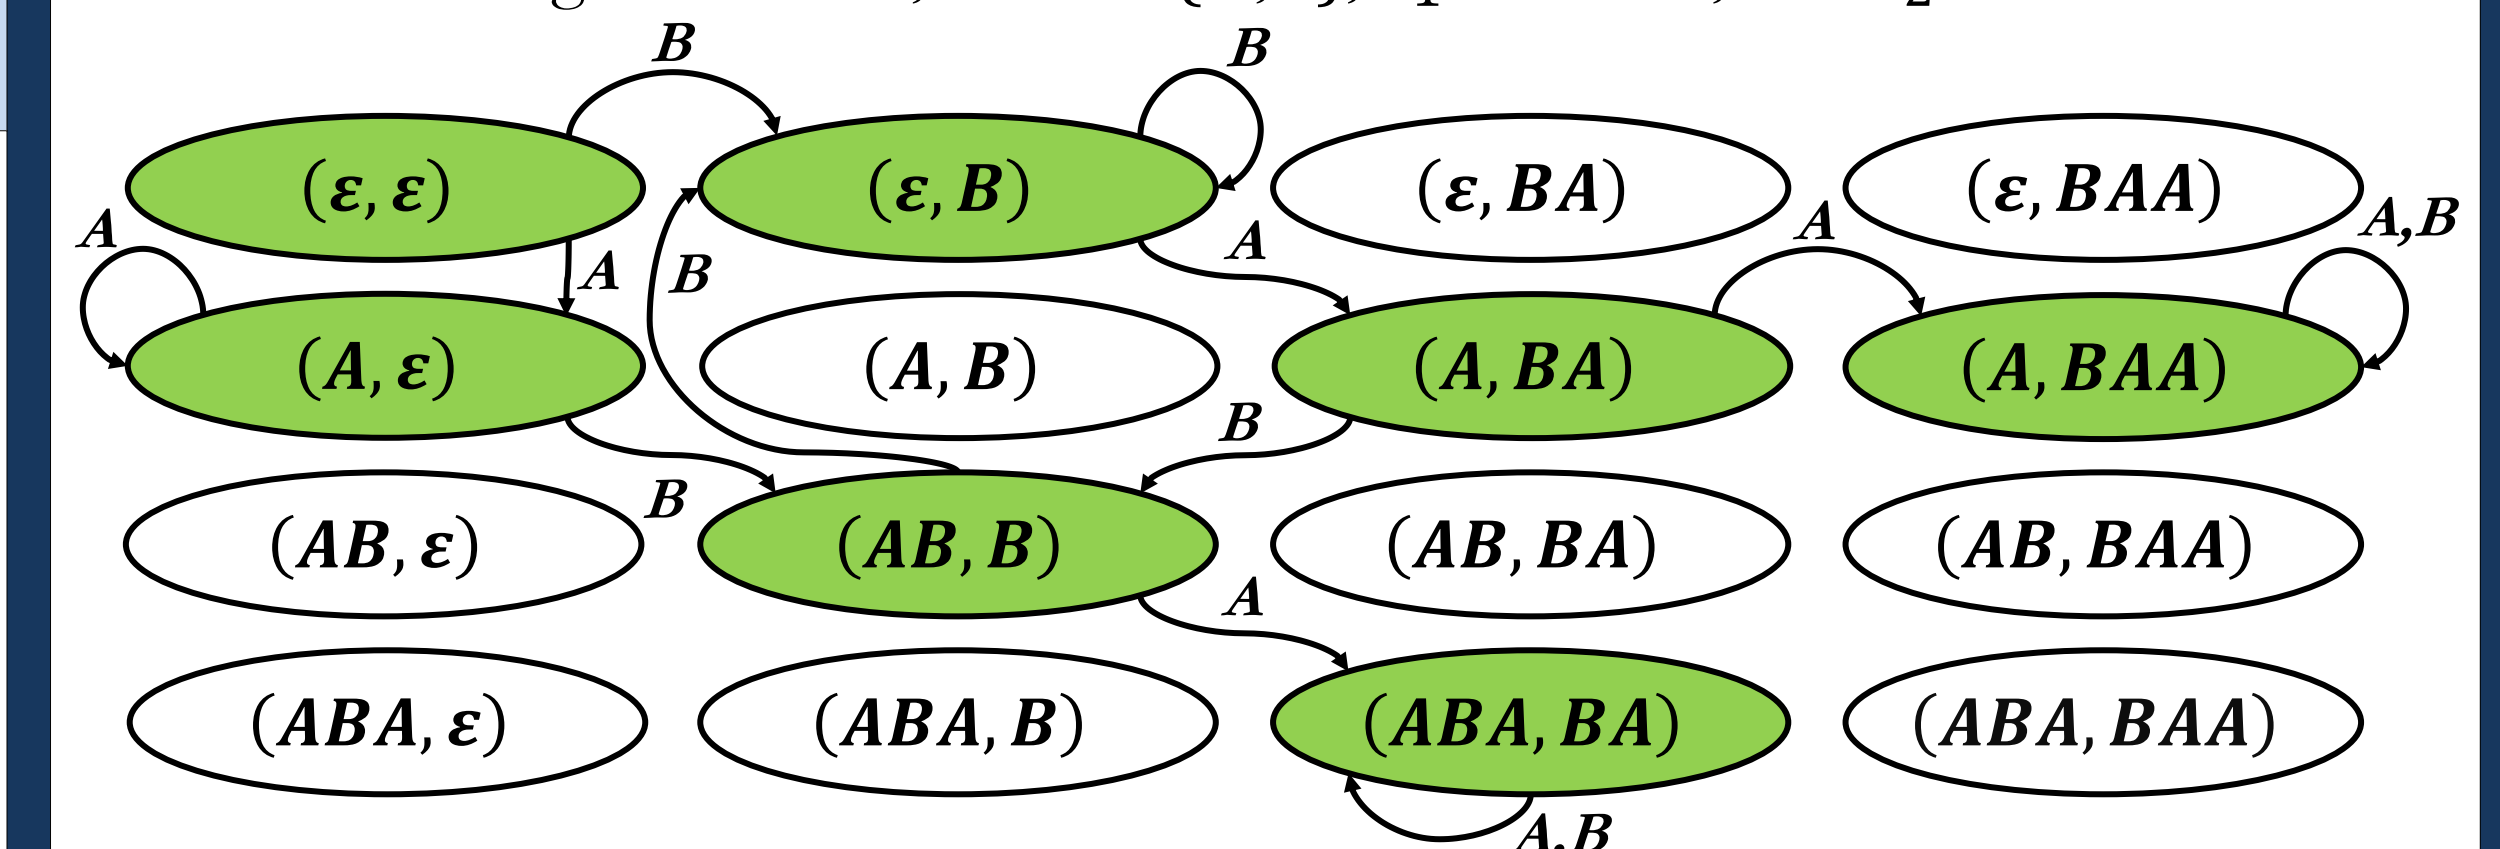 B B
(ε, ε) (ε, B) (ε, BA) (ε, BAA)
A A B A A A, B
(A, ε) (A, B) (A, BA) (A, BAA)
B B
(AB, ε) (AB, B) (AB, BA) (AB, BAA)
A
(ABA, ε) (ABA, B) (ABA, BA) (ABA, BAA)
A, B